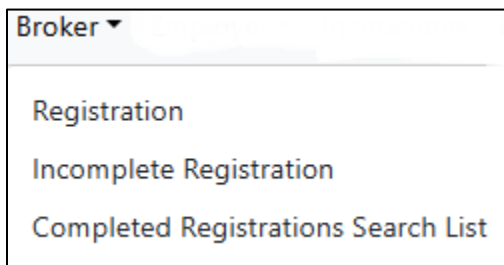 Broker
Registration
Incomplete Registration
Completed Registrations Search List